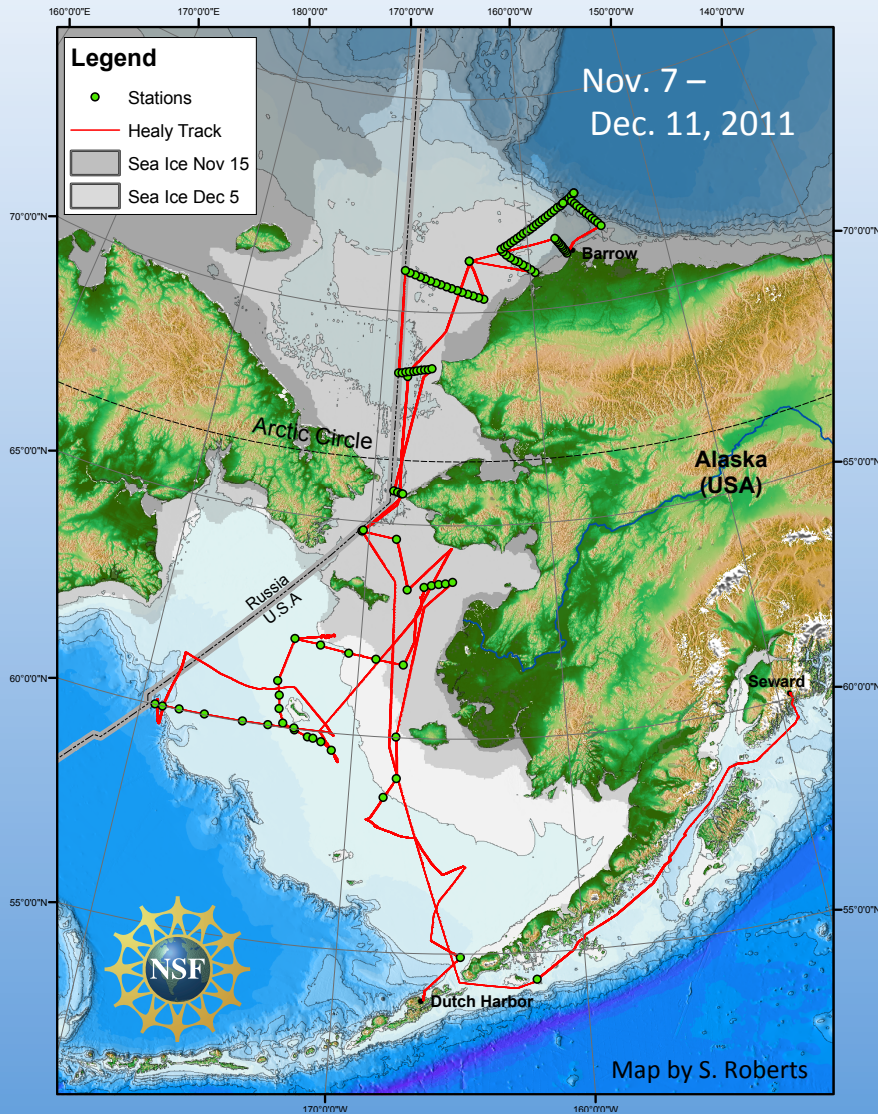 160°0'0"E
170°0'0"E
180°0'0"
170°0'0"W
160°0'0"W
150°0'0"W
140°0'0"W
Legend
Stations
Healy Track
Sea Ice Nov 15
Sea Ice Dec 5
Nov. 7 –
Dec. 11, 2011
70°0'0"N
70°0'0"N
Barrow
Arctic Circle
65°0'0"N
65°0'0"N
Alaska
(USA)
Russia
U.S.A
60°0'0"N
60°0'0"N
Seward
55°0'0"N
55°0'0"N
NSF
Dutch Harbor
Map by S. Roberts
170°0'0"W
160°0'0"W